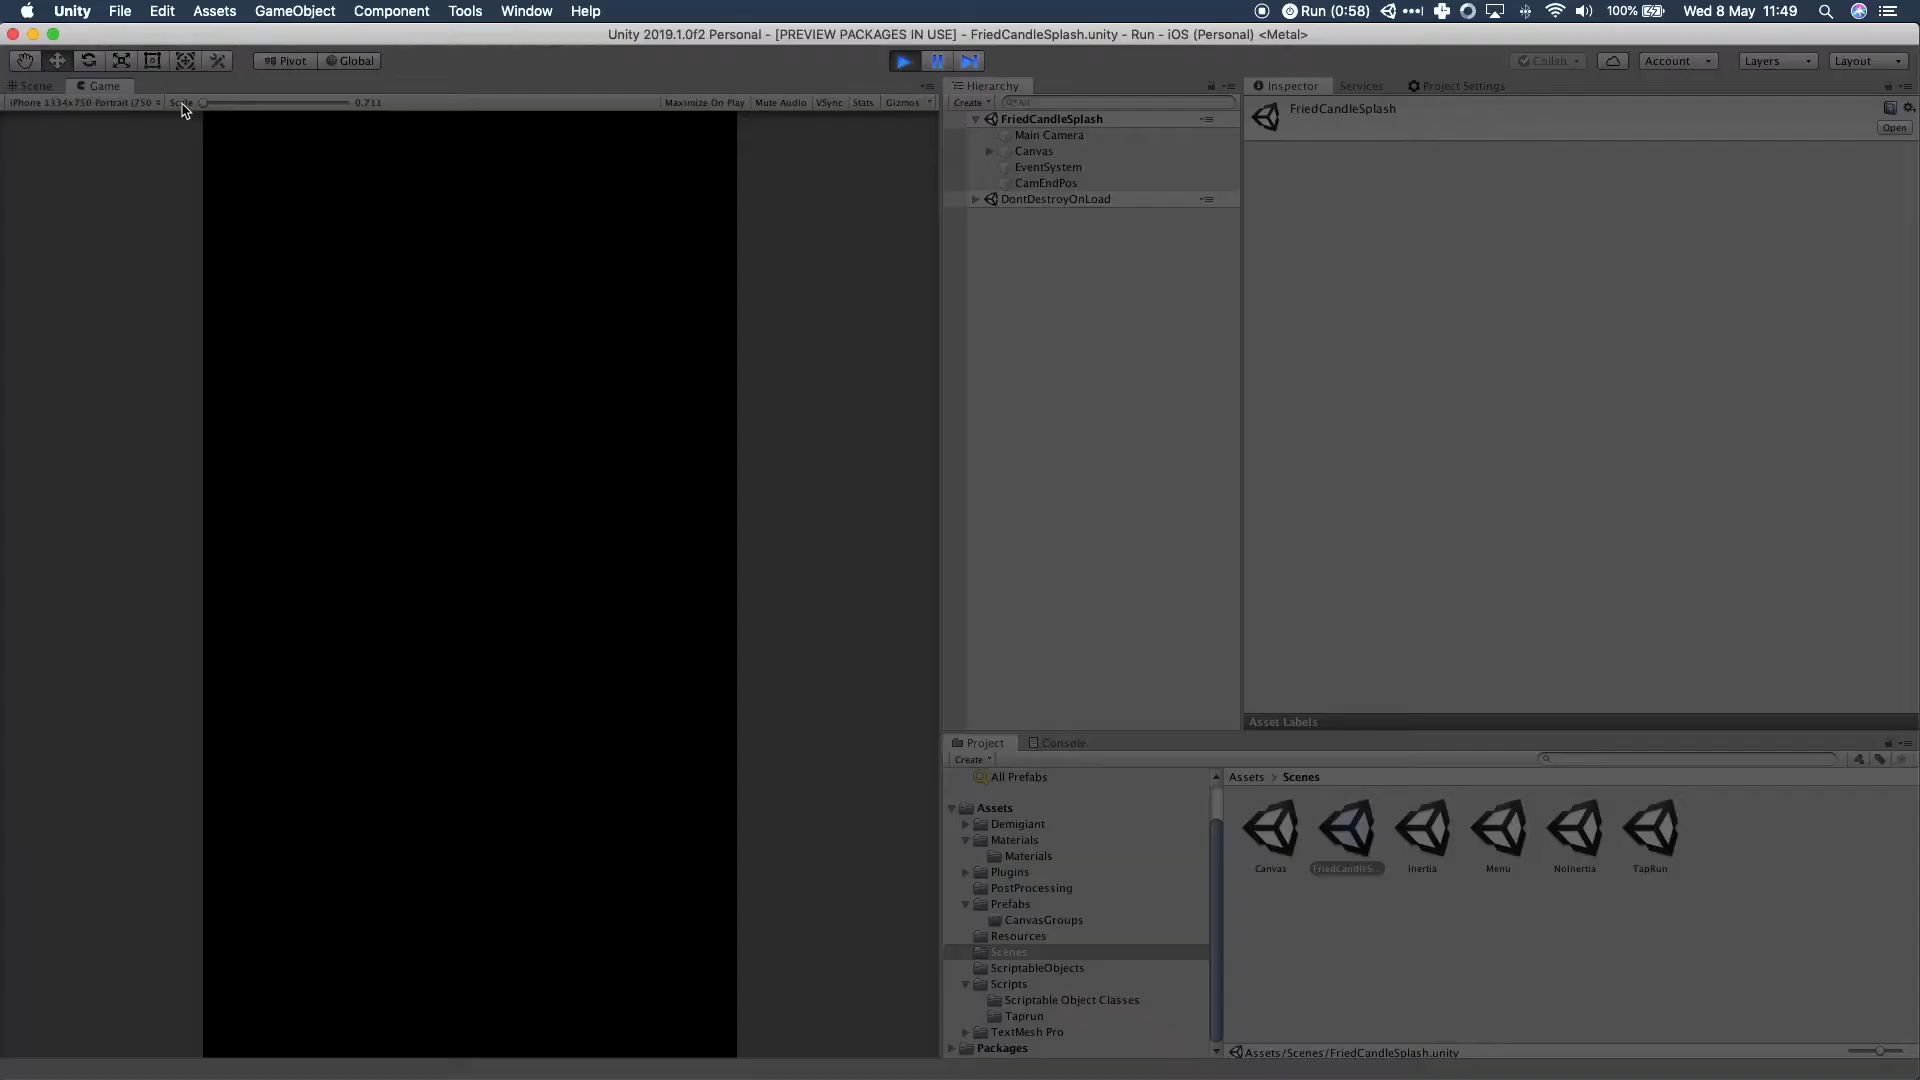 Unity File Edit Assets GameObject Component Tools Window Help Run (0:58) 100% Wed 8 May 11:49
Unity 2019.1.0f2 Personal - [PREVIEW PACKAGES IN USE] - FriedCandleSplash.unity - Run - iOS (Personal) <Metal>
Pivot Global Collab Account Layers Layout
Scene Game Hierarchy Inspector Services Project Settings
iPhone 1334x750 Portrait (750 Scale 0.711 Maximize On Play Mute Audio VSync Stats Gizmos Create All
FriedCandleSplash
Open
FriedCandleSplash
Main Camera
Canvas
EventSystem
CamEndPos
DontDestroyOnLoad
Asset Labels
Project Console
Create
All Prefabs
Assets > Scenes
Assets
Demigiant
Materials
Materials
Plugins
PostProcessing
Prefabs
CanvasGroups
Resources
Scenes
ScriptableObjects
Scripts
Scriptable Object Classes
Taprun
TextMesh Pro
Packages
Canvas FriedCandleS... Inertia Menu NoInertia TapRun
Assets/Scenes/FriedCandleSplash.unity